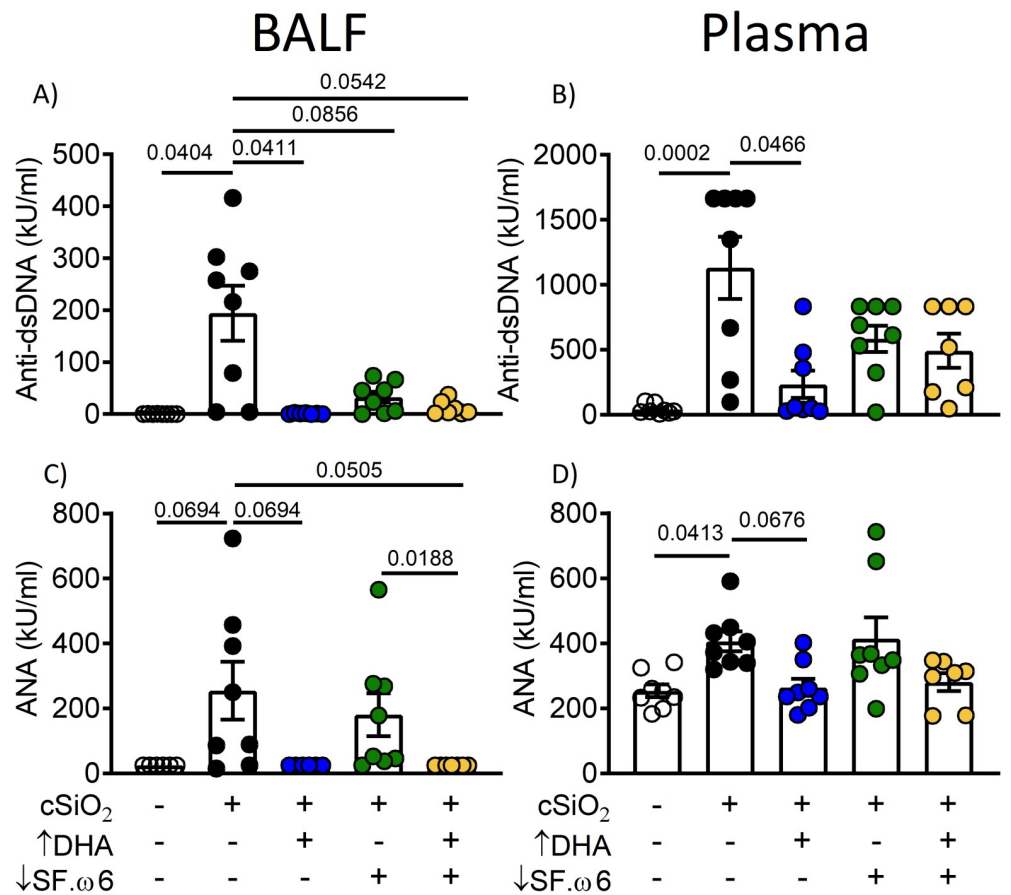 BALF Plasma
A)
0.0542
0.0856
0.0404 0.0411
500
400
300
200
100
0
Anti-dsDNA (kU/ml)
B)
0.0002 0.0466
2000
1500
1000
500
0
Anti-dsDNA (kU/ml)
C)
0.0505
0.0694 0.0694
0.0188
800
600
400
200
0
ANA (kU/ml)
D)
0.0413 0.0676
800
600
400
200
0
ANA (kU/ml)
cSiO₂ - + + + +
↑DHA - - + - +
↓SF.ω6 - - - + +
cSiO₂ - + + + +
↑DHA - - + - +
↓SF.ω6 - - - + +